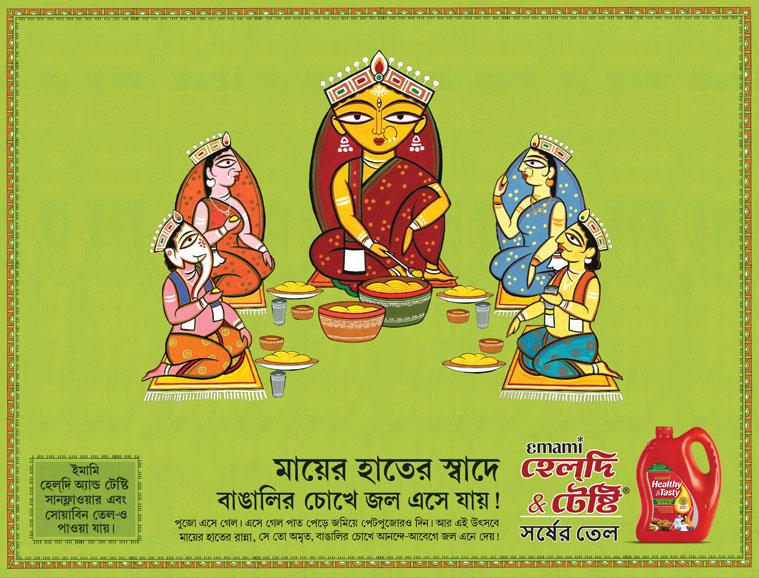 মায়ের হাতের স্বাদে
বাঙালির চোখে জল এসে যায়!
পুজো এসে গেল। এসে গেল পাত পেড়ে জমিয়ে পেটপুজোরও দিন। আর এই উৎসবে
মায়ের হাতের রান্না, সে তো অমৃত, বাঙালির চোখে আনন্দে-আবেগে জল এনে দেয়!
ইমামি
হেল্‌দি অ্যান্ড টেস্টি
সানফ্লাওয়ার এবং
সোয়াবিন তেল-ও
পাওয়া যায়।
emami*
হেল্‌দি
& টেস্টি®
সর্ষের তেল
Healthy
&Tasty